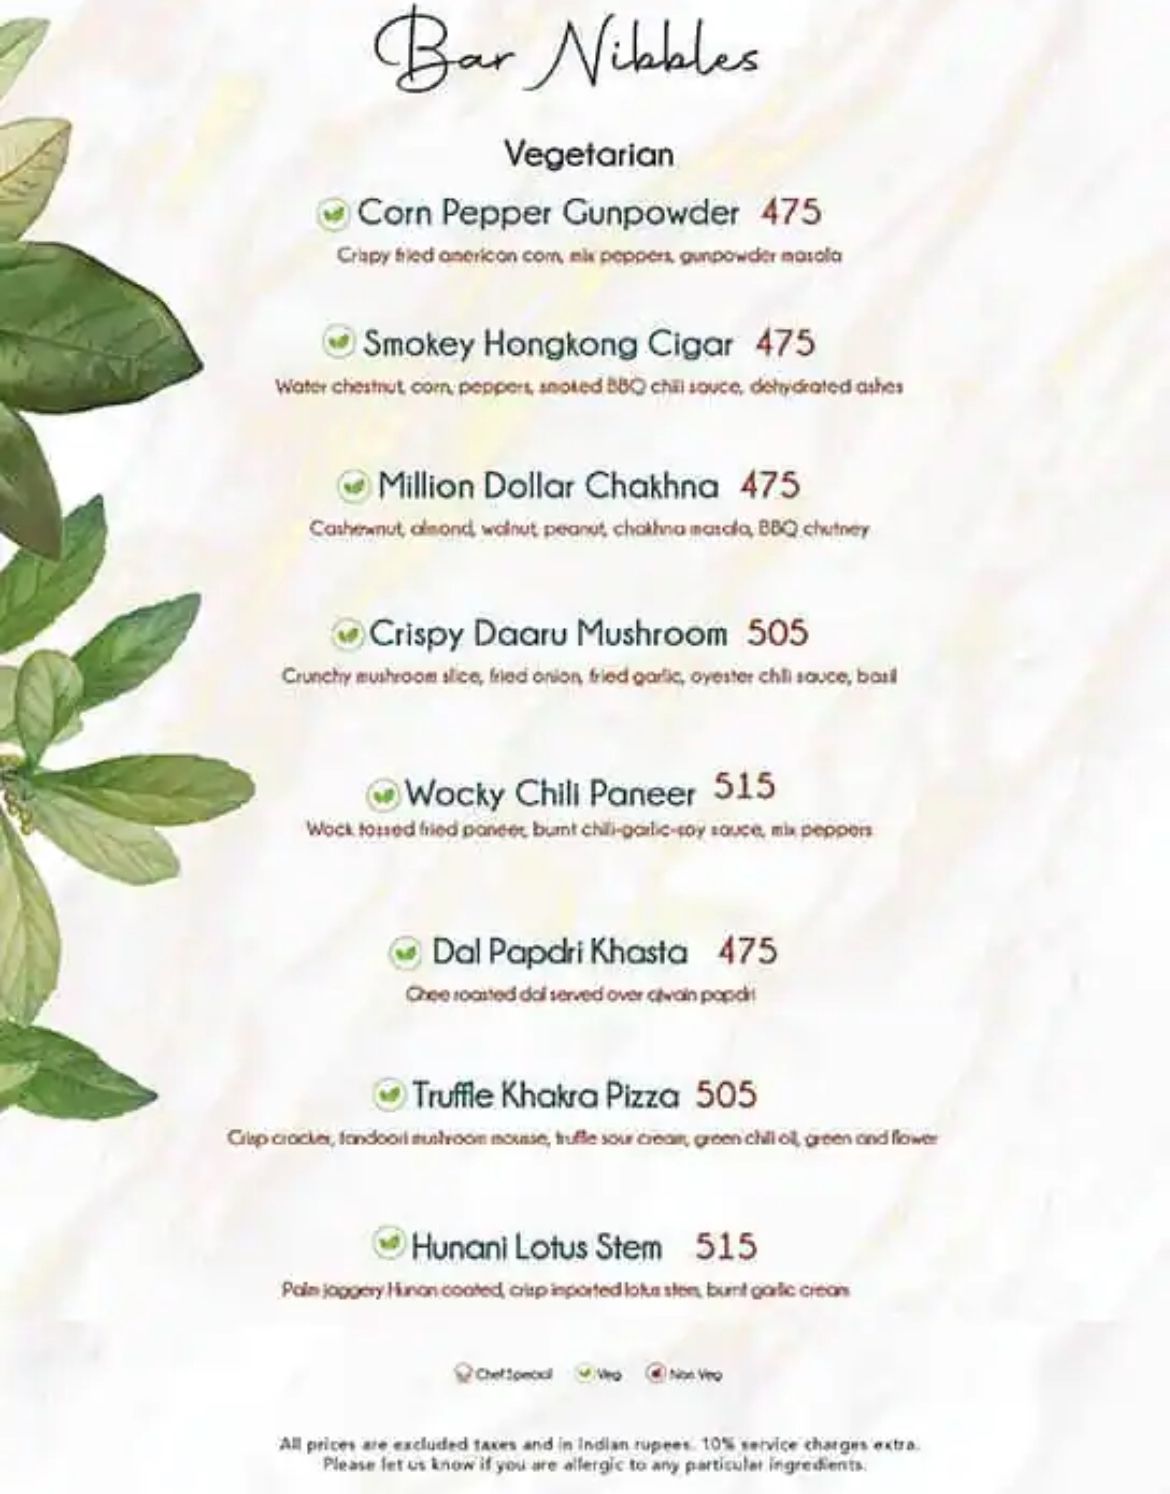 Bar Nibbles
Vegetarian
Corn Pepper Gunpowder 475
Crispy fried american corn, mix peppers, gunpowder masala
Smokey Hongkong Cigar 475
Water chestnut, corn, peppers, smoked BBQ chili sauce, dehydrated ashes
Million Dollar Chakhna 475
Cashewnut, almond, walnut, peanut, chakhna masala, BBQ chutney
Crispy Daaru Mushroom 505
Crunchy mushroom slice, fried onion, fried garlic, oyester chili sauce, basil
Wocky Chili Paneer 515
Wock tossed fried paneer, burnt chili-garlic-soy sauce, mix peppers
Dal Papdri Khasta 475
Ghee roasted dal served over ajwain papdri
Truffle Khakra Pizza 505
Crisp cracker, tandoori mushroom mousse, truffle sour cream, green chili oil, green and flower
Hunani Lotus Stem 515
Palm jaggery Hunan coated, crisp imported lotus stem, burnt garlic cream
Chef Special Veg Non Veg
All prices are excluded taxes and in Indian rupees. 10% service charges extra.
Please let us know if you are allergic to any particular ingredients.